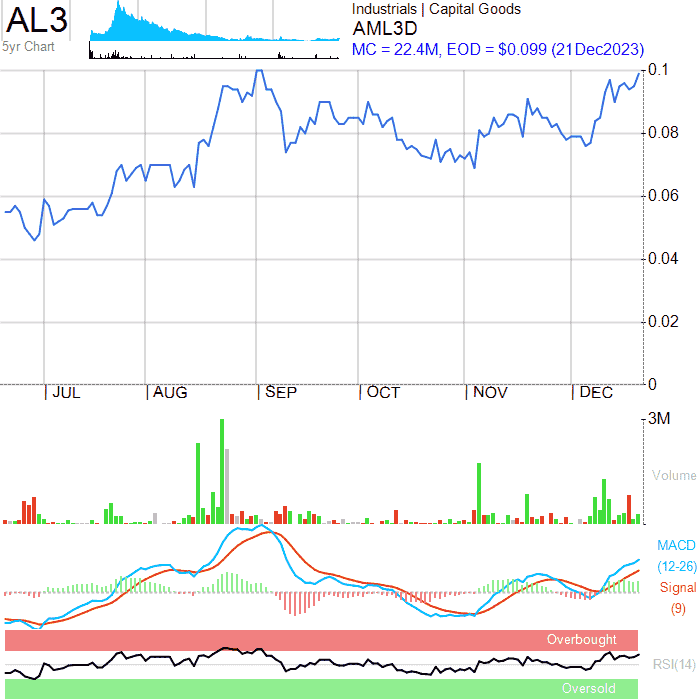 AL3
5yr Chart
Industrials | Capital Goods
AML3D
MC = 22.4M, EOD = $0.099 (21Dec2023)
0.1
0.08
0.06
0.04
0.02
0
JUL
AUG
SEP
OCT
NOV
DEC
3M
Volume
MACD
(12-26)
Signal
(9)
Overbought
RSI(14)
Oversold